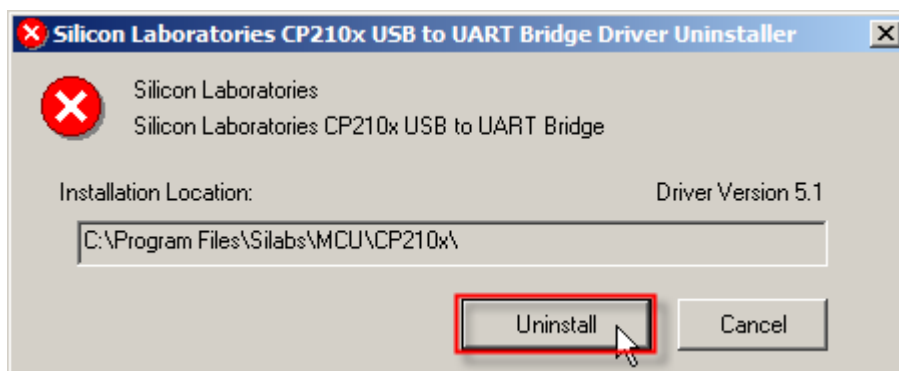 Silicon Laboratories CP210x USB to UART Bridge Driver Uninstaller
Silicon Laboratories
Silicon Laboratories CP210x USB to UART Bridge
Installation Location:
Driver Version 5.1
C:\Program Files\Silabs\MCU\CP210x\
Uninstall
Cancel